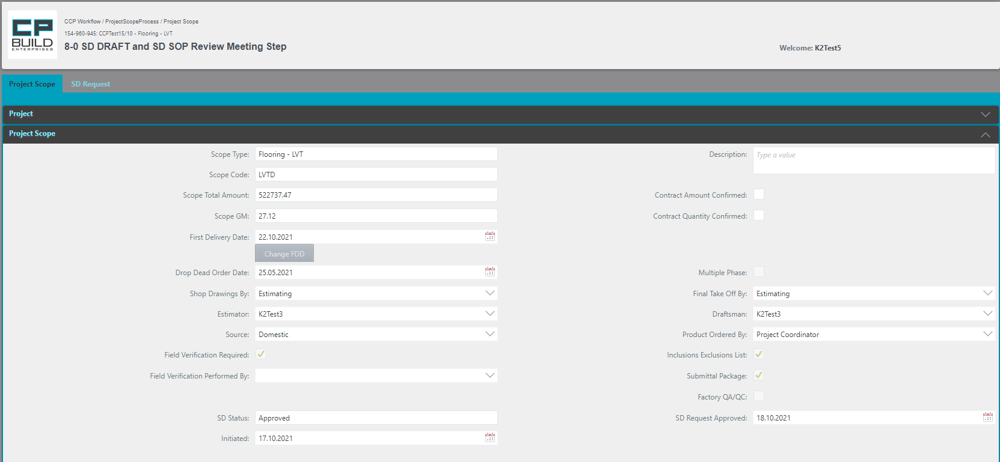 CP
BUILD
ENTERPRISES
CCP Workflow / ProjectScopeProcess / Project Scope
154-960-945: CCPTest15/10 - Flooring - LVT
8-0 SD DRAFT and SD SOP Review Meeting Step
Welcome: K2Test5
Project Scope
SD Request
Project
Project Scope
Scope Type: Flooring - LVT
Description: Type a value
Scope Code: LVTD
Scope Total Amount: 522737.47
Contract Amount Confirmed:
Scope GM: 27.12
Contract Quantity Confirmed:
First Delivery Date: 22.10.2021
Change FDD
Drop Dead Order Date: 25.05.2021
Multiple Phase:
Shop Drawings By: Estimating
Final Take Off By: Estimating
Estimator: K2Test3
Draftsman: K2Test3
Source: Domestic
Product Ordered By: Project Coordinator
Field Verification Required:
Inclusions Exclusions List:
Field Verification Performed By:
Submittal Package:
Factory QA/QC:
SD Status: Approved
SD Request Approved: 18.10.2021
Initiated: 17.10.2021